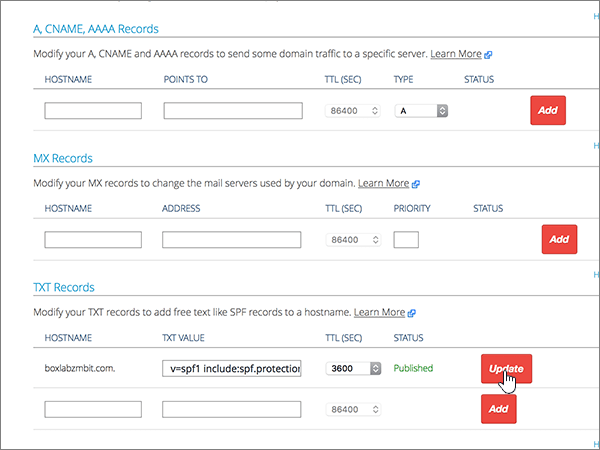 A, CNAME, AAAA Records
Modify your A, CNAME and AAAA records to send some domain traffic to a specific server. Learn More
HOSTNAME POINTS TO TTL (SEC) TYPE STATUS
86400 A Add
H
MX Records
Modify your MX records to change the mail servers used by your domain. Learn More
HOSTNAME ADDRESS TTL (SEC) PRIORITY STATUS
86400 Add
H
TXT Records
Modify your TXT records to add free text like SPF records to a hostname. Learn More
HOSTNAME TXT VALUE TTL (SEC) STATUS
boxlabzmbit.com. v=spf1 include:spf.protection 3600 Published Update
86400 Add
H